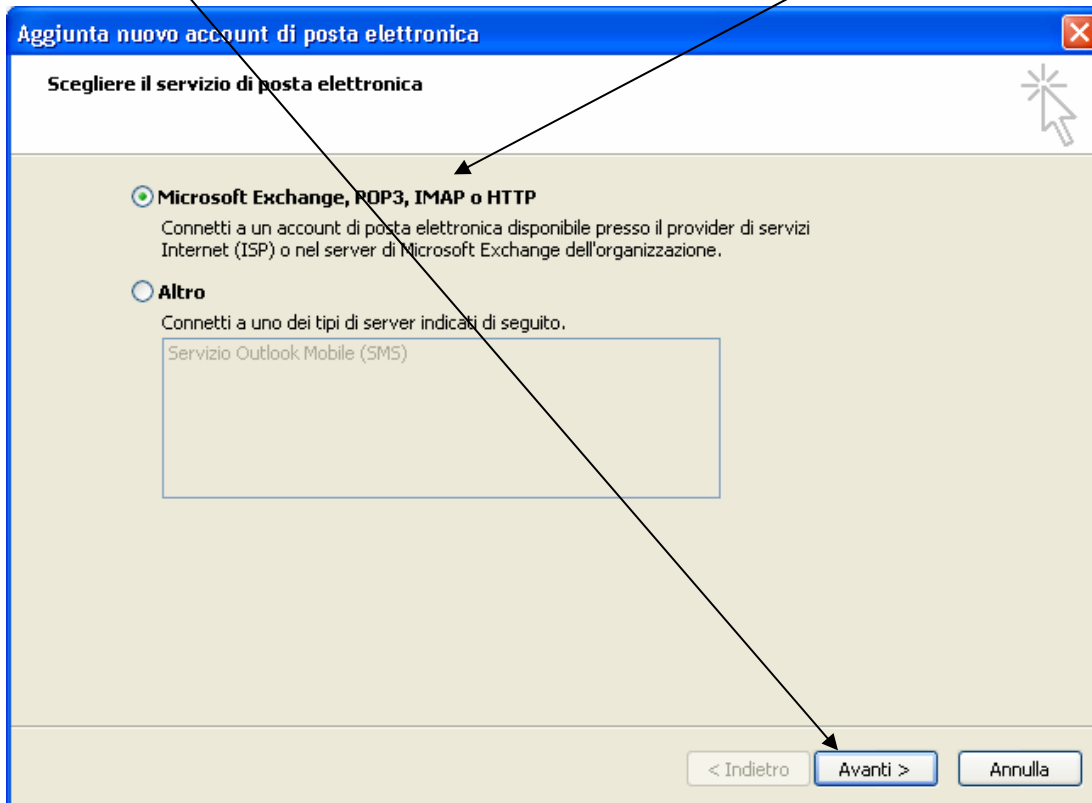 Aggiunta nuovo account di posta elettronica
Scegliere il servizio di posta elettronica
Microsoft Exchange, POP3, IMAP o HTTP
Connetti a un account di posta elettronica disponibile presso il provider di servizi
Internet (ISP) o nel server di Microsoft Exchange dell'organizzazione.
Altro
Connetti a uno dei tipi di server indicati di seguito.
Servizio Outlook Mobile (SMS)
< Indietro
Avanti >
Annulla